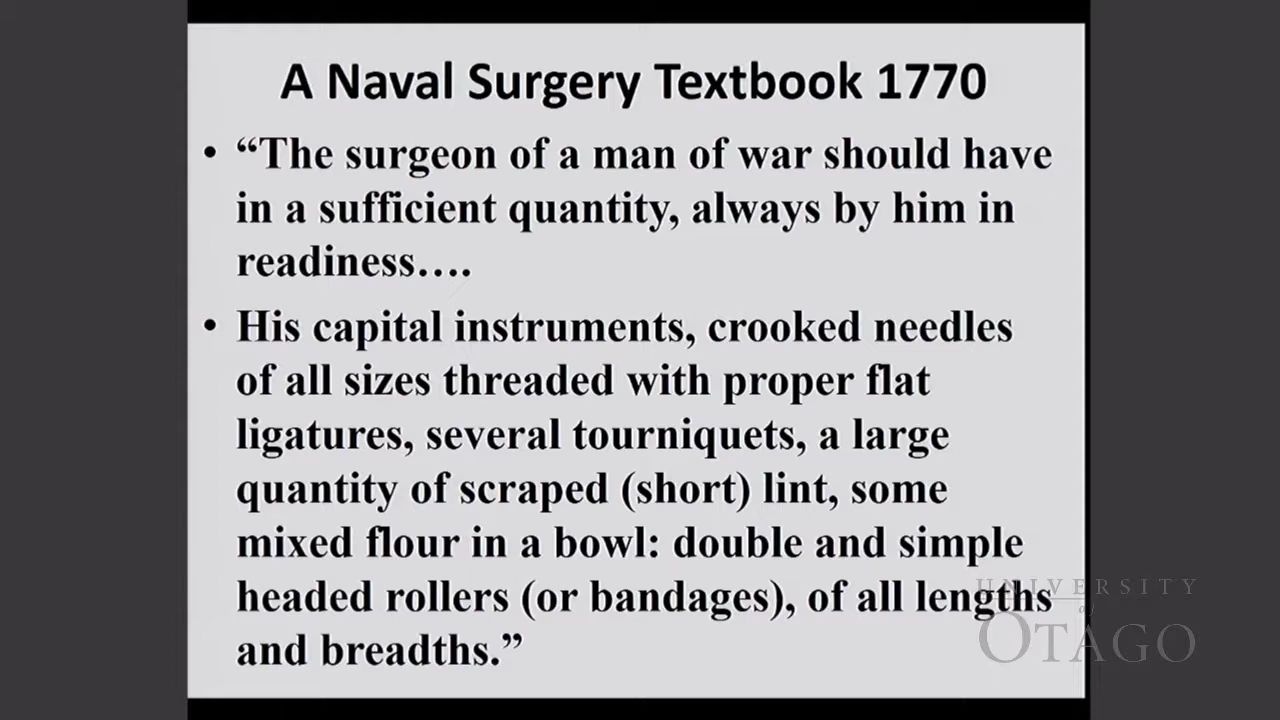 A Naval Surgery Textbook 1770
• “The surgeon of a man of war should have
in a sufficient quantity, always by him in
readiness….
• His capital instruments, crooked needles
of all sizes threaded with proper flat
ligatures, several tourniquets, a large
quantity of scraped (short) lint, some
mixed flour in a bowl: double and simple
headed rollers (or bandages), of all lengths
and breadths.”
UNIVERSITY
of
OTAGO